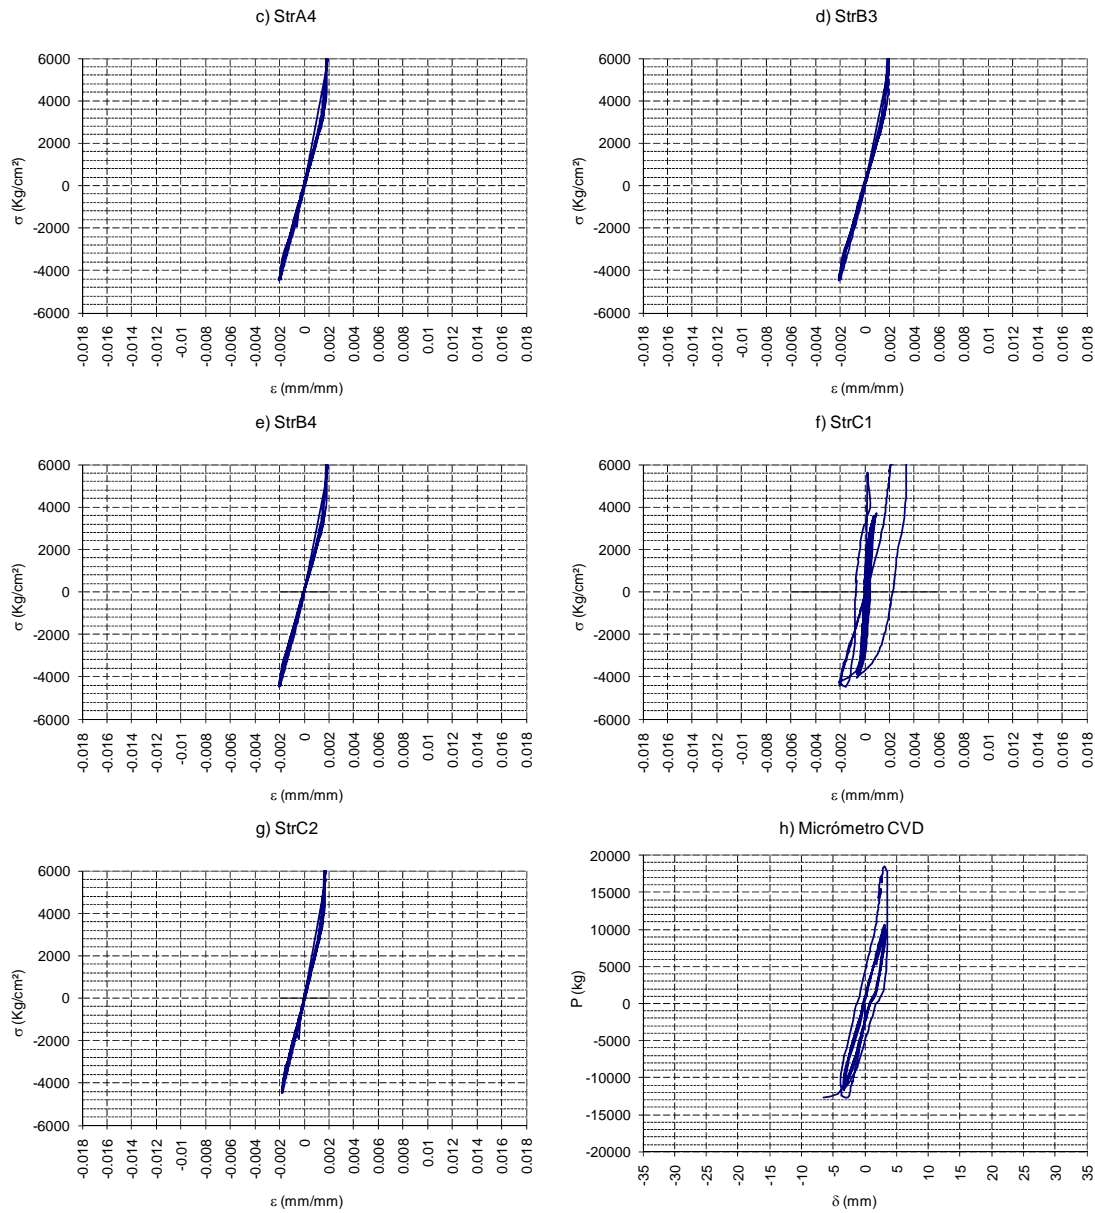 c) StrA4
d) StrB3
6000
4000
2000
0
-2000
-4000
-6000
σ (Kg/cm²)
-0.018 -0.016 -0.014 -0.012 -0.01 -0.008 -0.006 -0.004 -0.002 0 0.002 0.004 0.006 0.008 0.01 0.012 0.014 0.016 0.018
ε (mm/mm)
6000
4000
2000
0
-2000
-4000
-6000
σ (Kg/cm²)
-0.018 -0.016 -0.014 -0.012 -0.01 -0.008 -0.006 -0.004 -0.002 0 0.002 0.004 0.006 0.008 0.01 0.012 0.014 0.016 0.018
ε (mm/mm)
e) StrB4
f) StrC1
6000
4000
2000
0
-2000
-4000
-6000
σ (Kg/cm²)
-0.018 -0.016 -0.014 -0.012 -0.01 -0.008 -0.006 -0.004 -0.002 0 0.002 0.004 0.006 0.008 0.01 0.012 0.014 0.016 0.018
ε (mm/mm)
6000
4000
2000
0
-2000
-4000
-6000
σ (Kg/cm²)
-0.018 -0.016 -0.014 -0.012 -0.01 -0.008 -0.006 -0.004 -0.002 0 0.002 0.004 0.006 0.008 0.01 0.012 0.014 0.016 0.018
ε (mm/mm)
g) StrC2
h) Micrómetro CVD
6000
4000
2000
0
-2000
-4000
-6000
σ (Kg/cm²)
-0.018 -0.016 -0.014 -0.012 -0.01 -0.008 -0.006 -0.004 -0.002 0 0.002 0.004 0.006 0.008 0.01 0.012 0.014 0.016 0.018
ε (mm/mm)
20000
15000
10000
5000
0
-5000
-10000
-15000
-20000
P (kg)
-35 -30 -25 -20 -15 -10 -5 0 5 10 15 20 25 30 35
δ (mm)